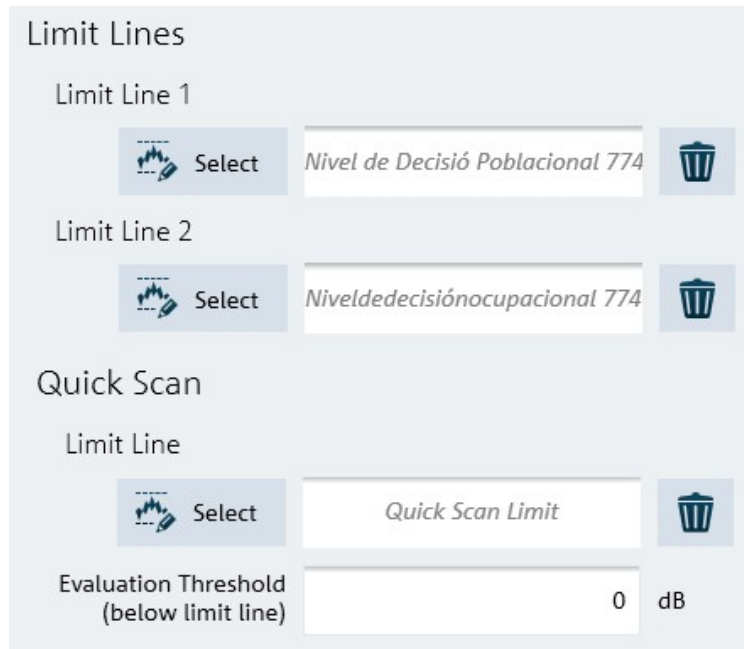 Limit Lines
Limit Line 1
Select Nivel de Decisió Poblacional 774
Limit Line 2
Select Niveldedecisiónocupacional 774
Quick Scan
Limit Line
Select Quick Scan Limit
Evaluation Threshold
(below limit line) 0 dB